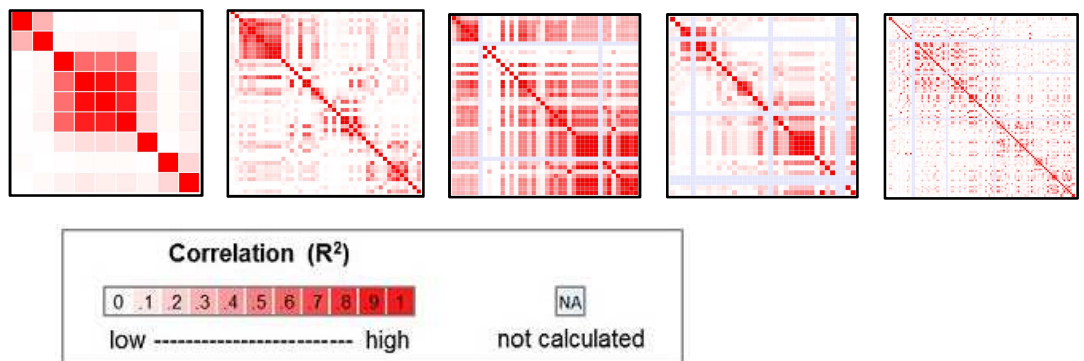 Correlation (R²)
0 .1 .2 .3 .4 .5 .6 .7 .8 .9 1
NA
low -------------------------- high
not calculated